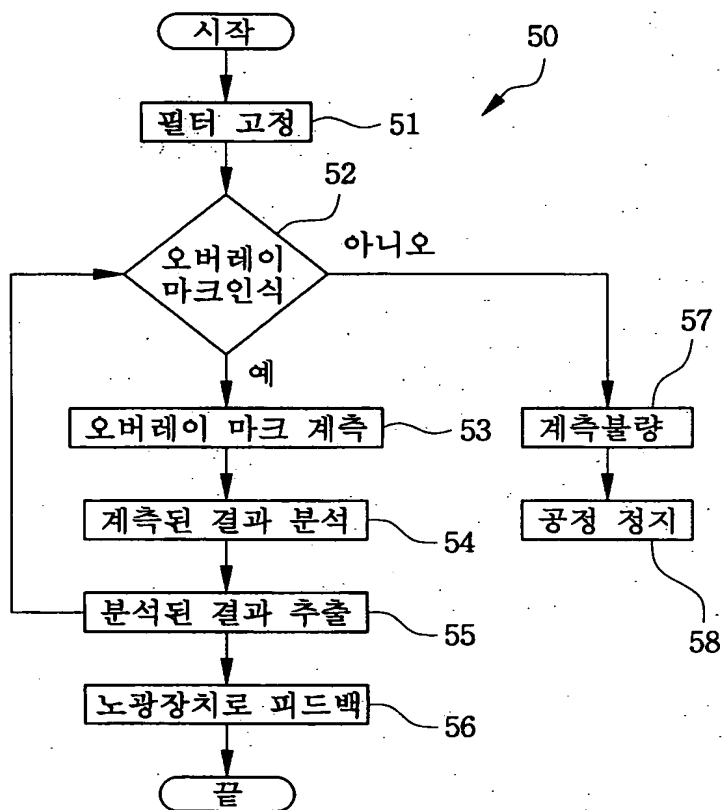 시작
50
필터 고정
51
52
오버레이
마크인식
아니오
예
57
오버레이 마크 계측
53
계측불량
계측된 결과 분석
54
공정 정지
58
분석된 결과 추출
55
노광장치로 피드백
56
끝